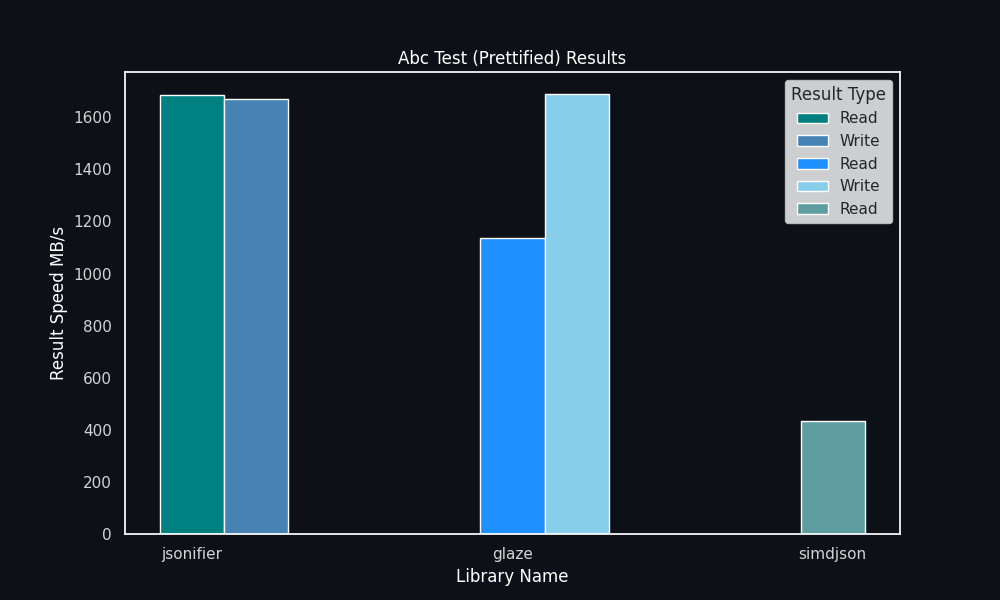 Abc Test (Prettified) Results
Result Speed MB/s
1600
1400
1200
1000
800
600
400
200
0
Result Type
Read
Write
Read
Write
Read
jsonifier
glaze
simdjson
Library Name